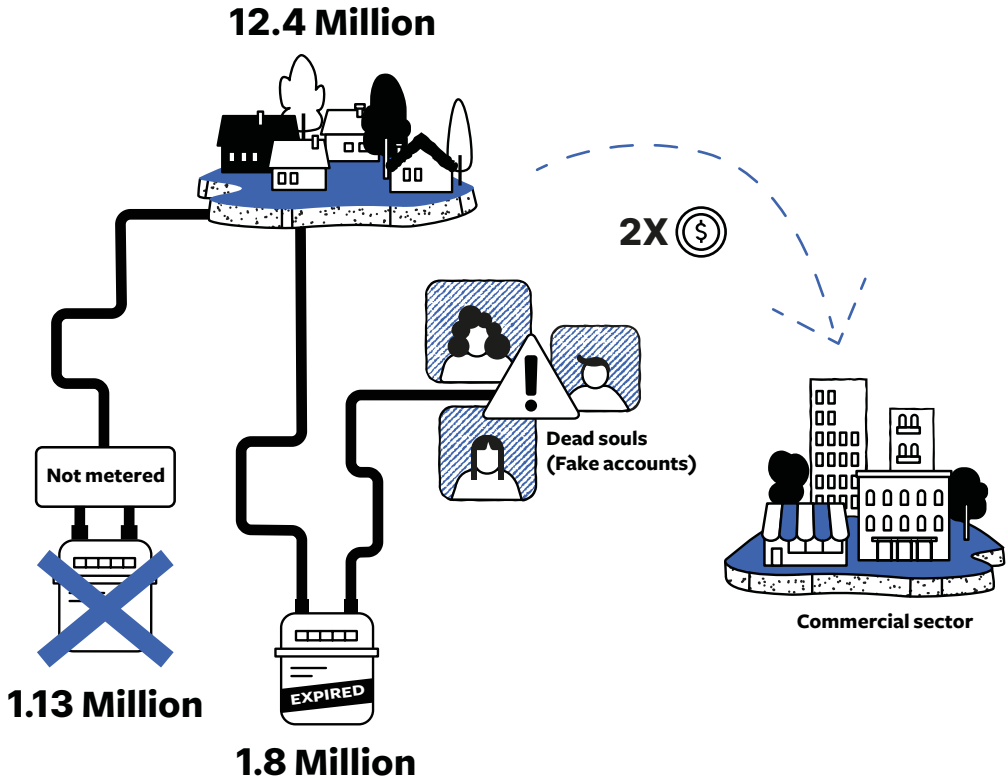 12.4 Million
2X $
Dead souls
(Fake accounts)
Not metered
Commercial sector
EXPIRED
1.13 Million
1.8 Million